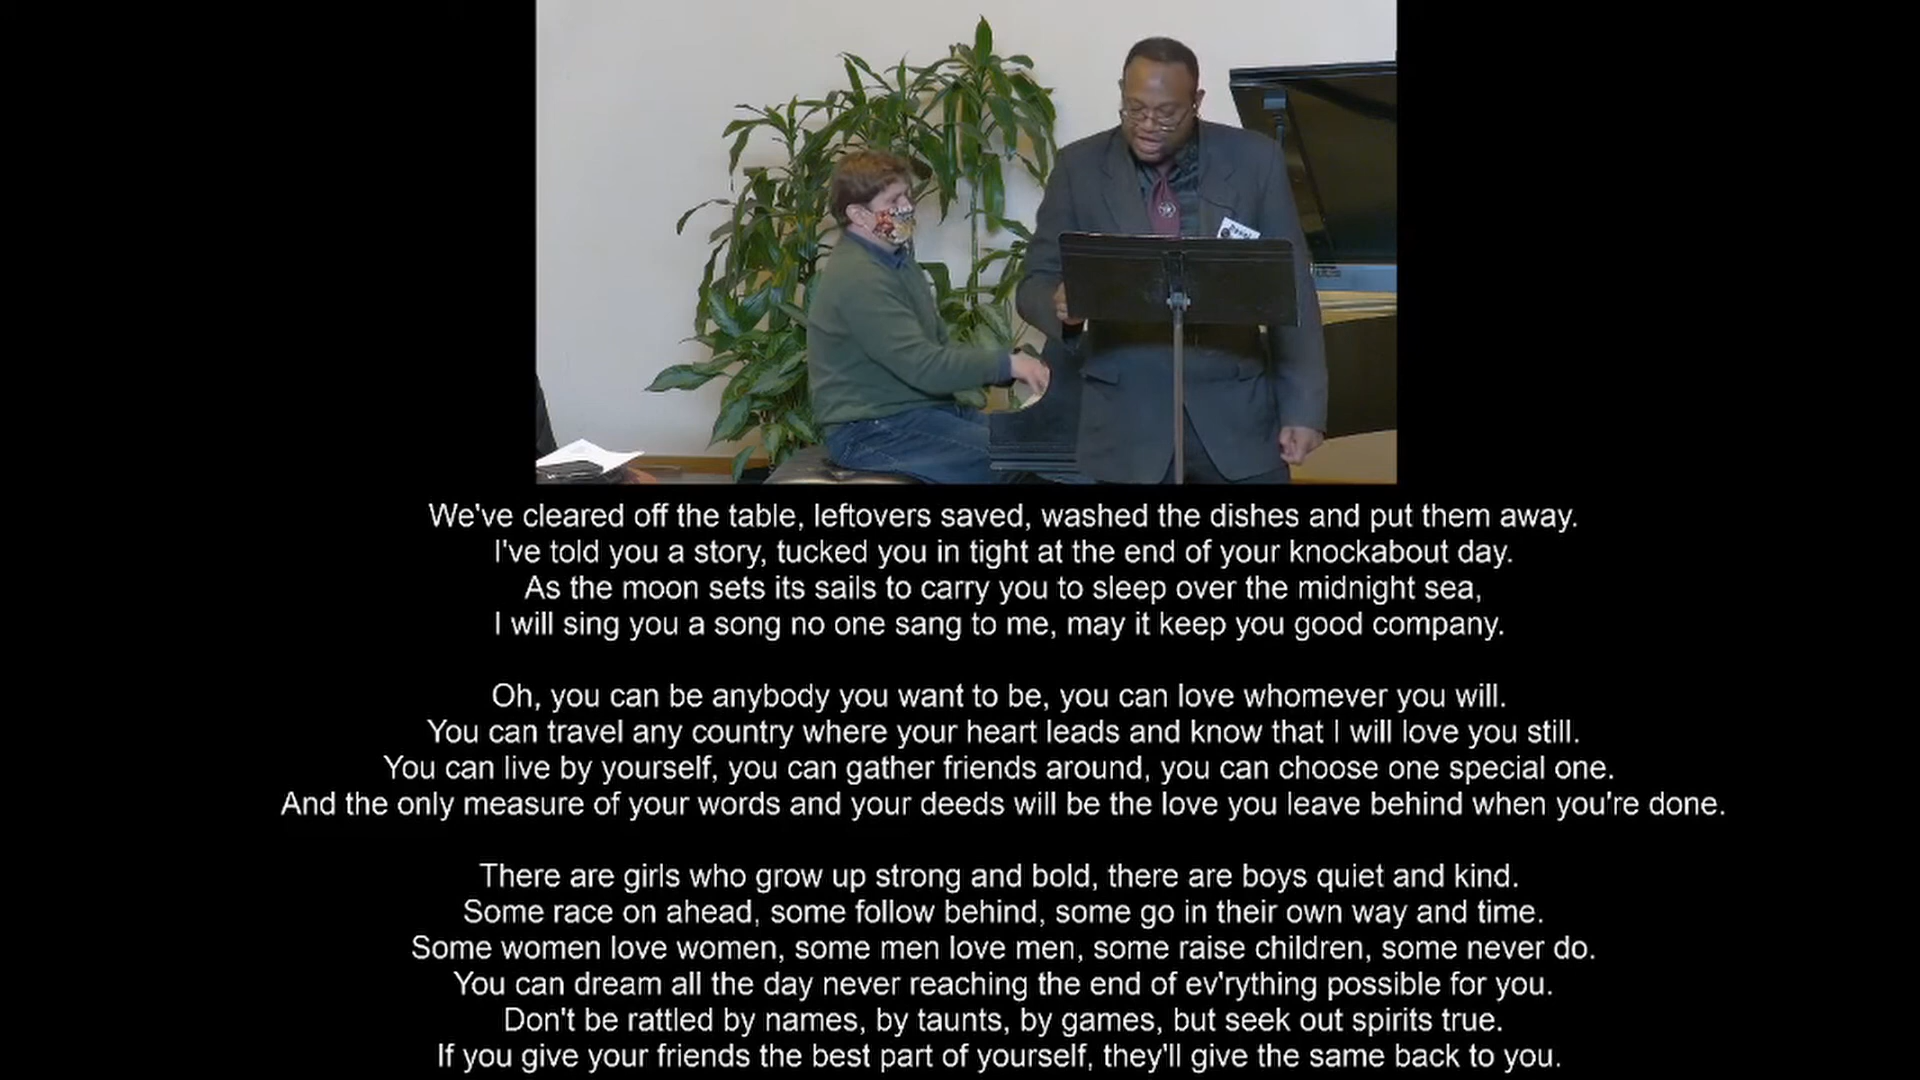 We've cleared off the table, leftovers saved, washed the dishes and put them away.
I've told you a story, tucked you in tight at the end of your knockabout day.
As the moon sets its sails to carry you to sleep over the midnight sea,
I will sing you a song no one sang to me, may it keep you good company.
Oh, you can be anybody you want to be, you can love whomever you will.
You can travel any country where your heart leads and know that I will love you still.
You can live by yourself, you can gather friends around, you can choose one special one.
And the only measure of your words and your deeds will be the love you leave behind when you're done.
There are girls who grow up strong and bold, there are boys quiet and kind.
Some race on ahead, some follow behind, some go in their own way and time.
Some women love women, some men love men, some raise children, some never do.
You can dream all the day never reaching the end of ev'rything possible for you.
Don't be rattled by names, by taunts, by games, but seek out spirits true.
If you give your friends the best part of yourself, they'll give the same back to you.